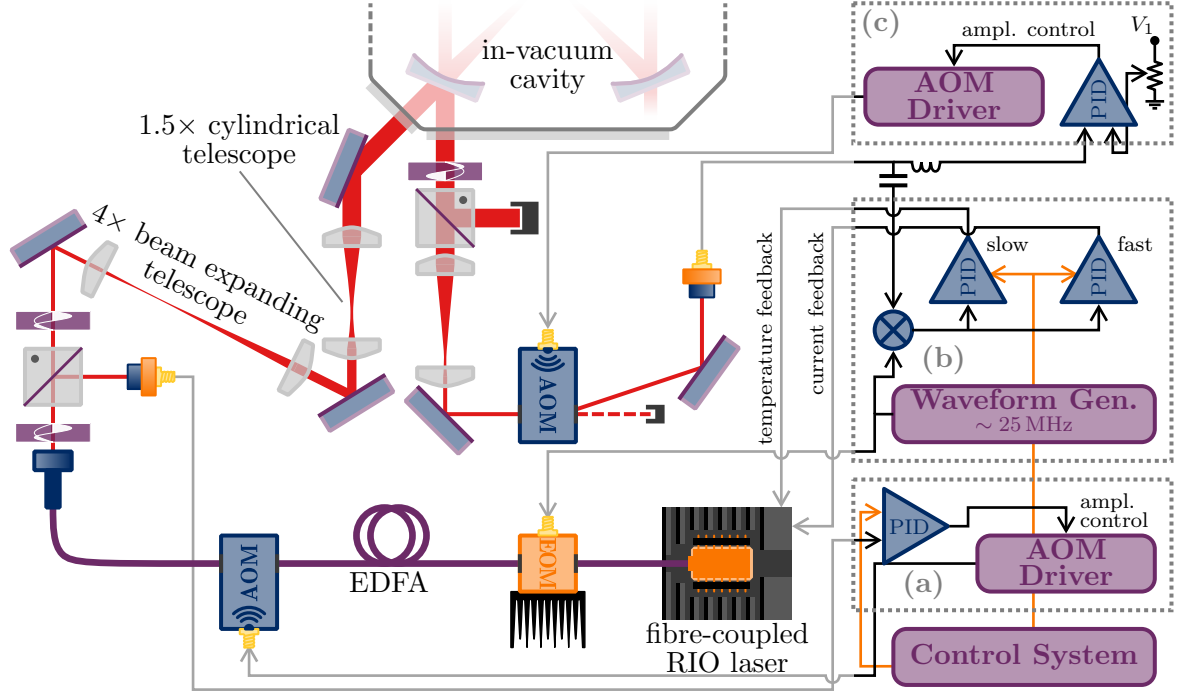 (c)
ampl. control
V1
AOM
Driver
PID
in-vacuum
cavity
1.5× cylindrical
telescope
4× beam expanding
telescope
temperature feedback
current feedback
slow
fast
PID
PID
(b)
Waveform Gen.
~ 25 MHz
AOM
PID
ampl.
control
AOM
Driver
(a)
AOM
EDFA
EOM
fibre-coupled
RIO laser
Control System